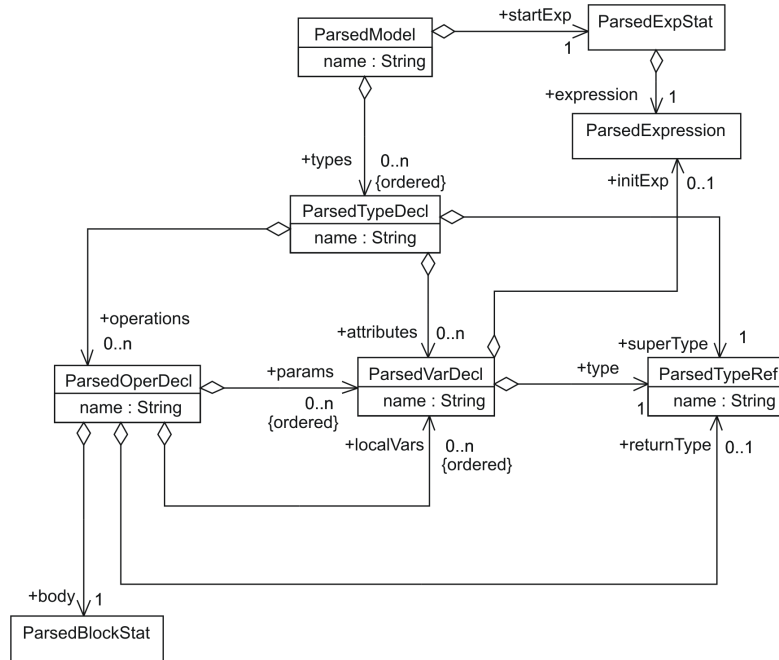 ParsedModel
name : String
+startExp
1
ParsedExpStat
+expression
1
ParsedExpression
+types
0..n
{ordered}
+initExp
0..1
ParsedTypeDecl
name : String
+operations
0..n
+attributes
0..n
+superType
1
ParsedOperDecl
name : String
+params
0..n
{ordered}
ParsedVarDecl
name : String
+type
1
ParsedTypeRef
name : String
+localVars
0..n
{ordered}
+returnType
0..1
+body
1
ParsedBlockStat